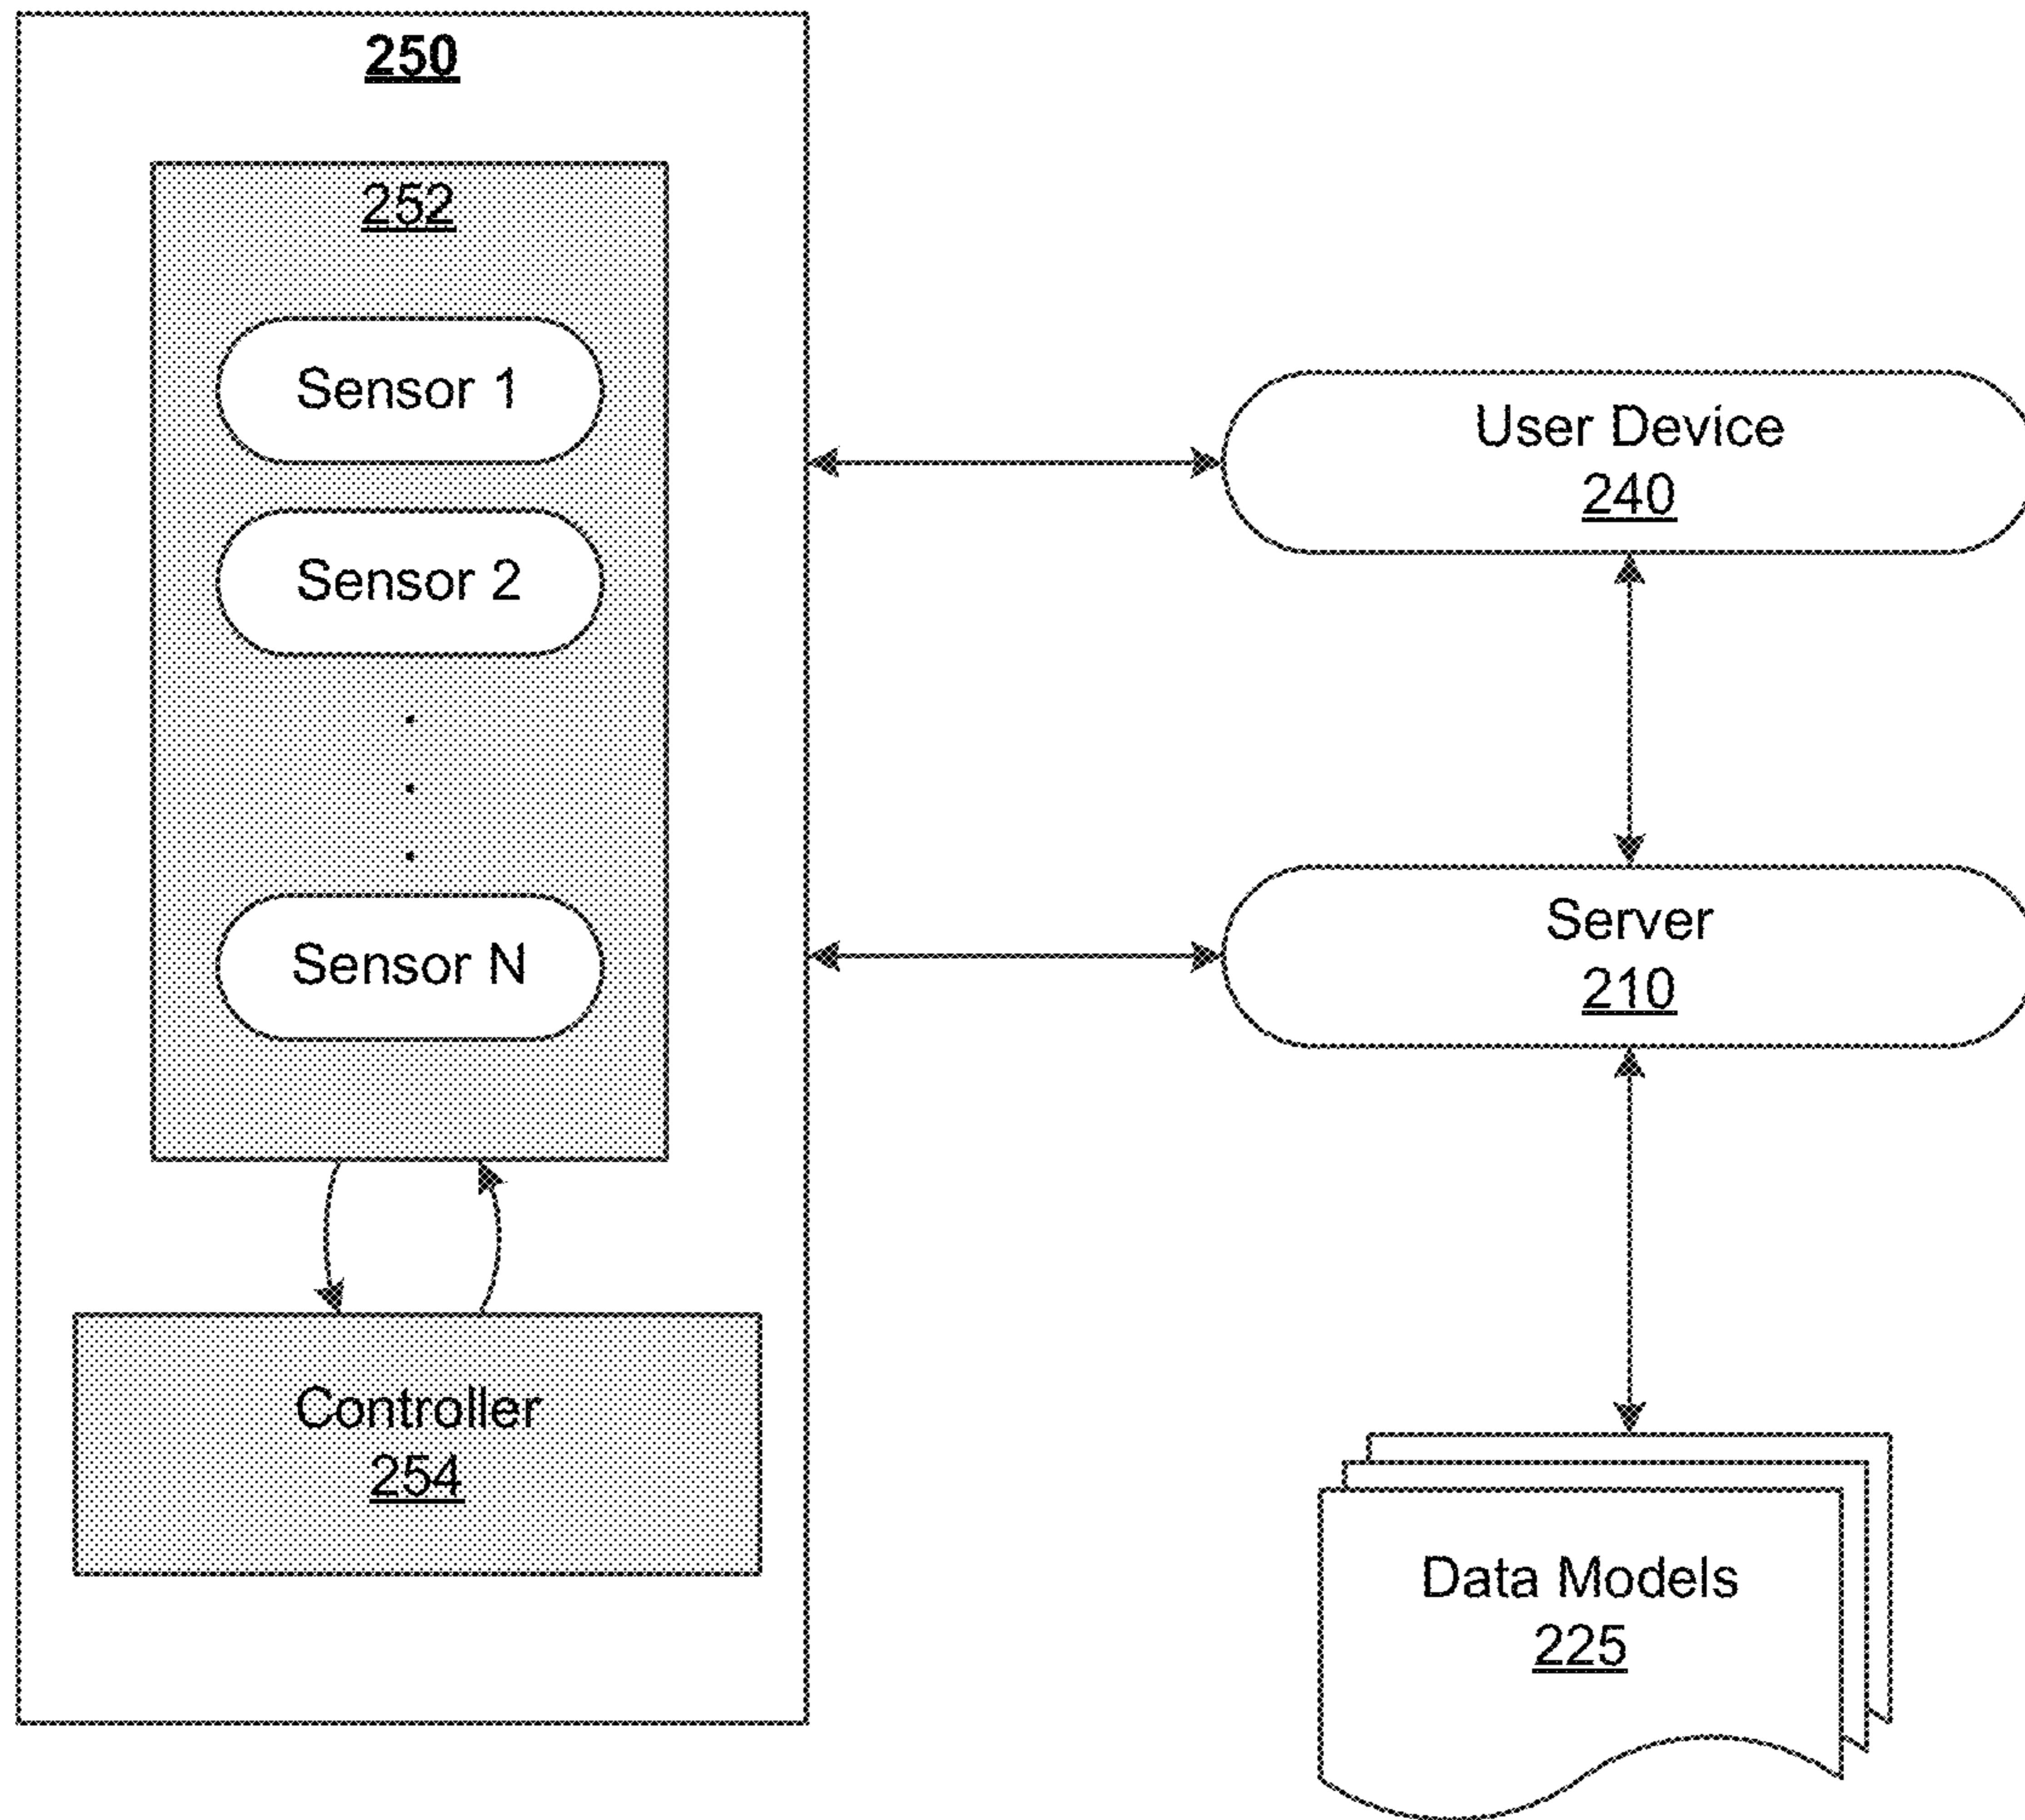 250
252
Sensor 1
Sensor 2
.
.
.
Sensor N
Controller
254
User Device
240
Server
210
Data Models
225